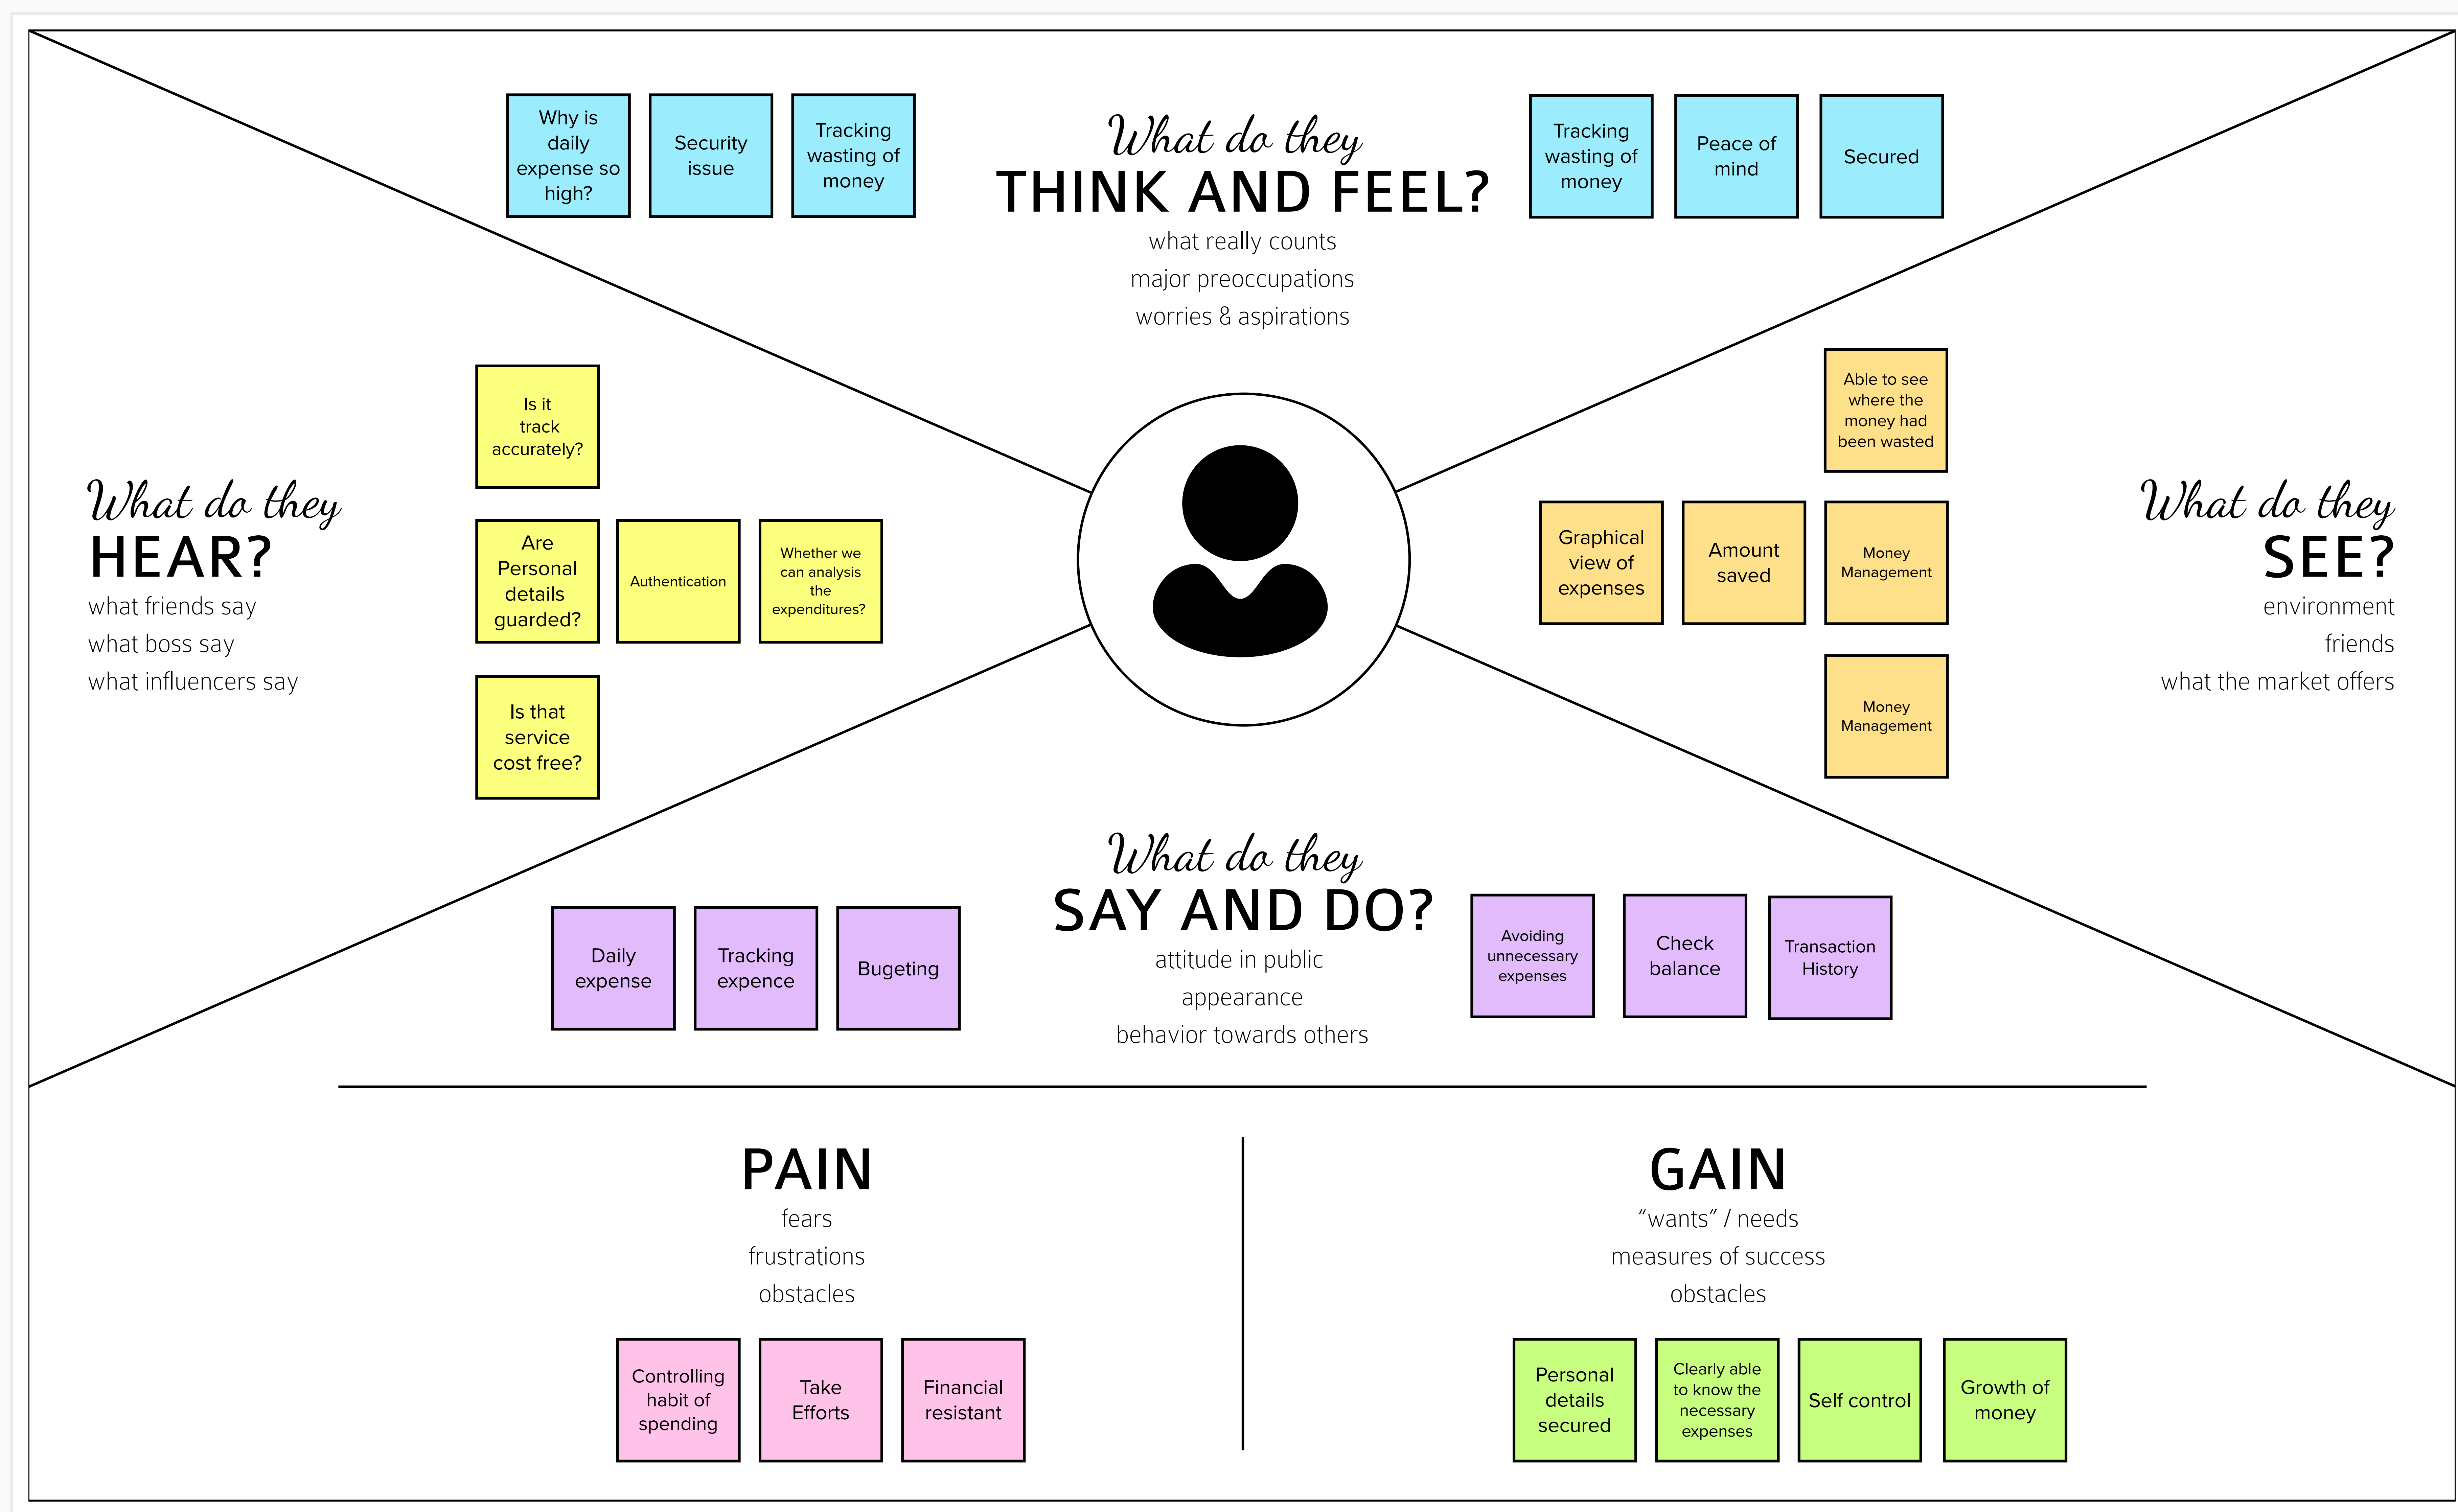 Why is
daily
expense so
high?
Security
issue
Tracking
wasting of
money
What do they
THINK AND FEEL?
what really counts
major preoccupations
worries & aspirations
Tracking
wasting of
money
Peace of
mind
Secured
What do they
HEAR?
what friends say
what boss say
what influencers say
Is it
track
accurately?
Are
Personal
details
guarded?
Authentication
Whether we
can analysis
the
expenditures?
Is that
service
cost free?
Able to see
where the
money had
been wasted
Graphical
view of
expenses
Amount
saved
Money
Management
Money
Management
What do they
SEE?
environment
friends
what the market offers
What do they
SAY AND DO?
attitude in public
appearance
behavior towards others
Daily
expense
Tracking
expence
Bugeting
Avoiding
unnecessary
expenses
Check
balance
Transaction
History
PAIN
fears
frustrations
obstacles
Controlling
habit of
spending
Take
Efforts
Financial
resistant
GAIN
“wants” / needs
measures of success
obstacles
Personal
details
secured
Clearly able
to know the
necessary
expenses
Self control
Growth of
money